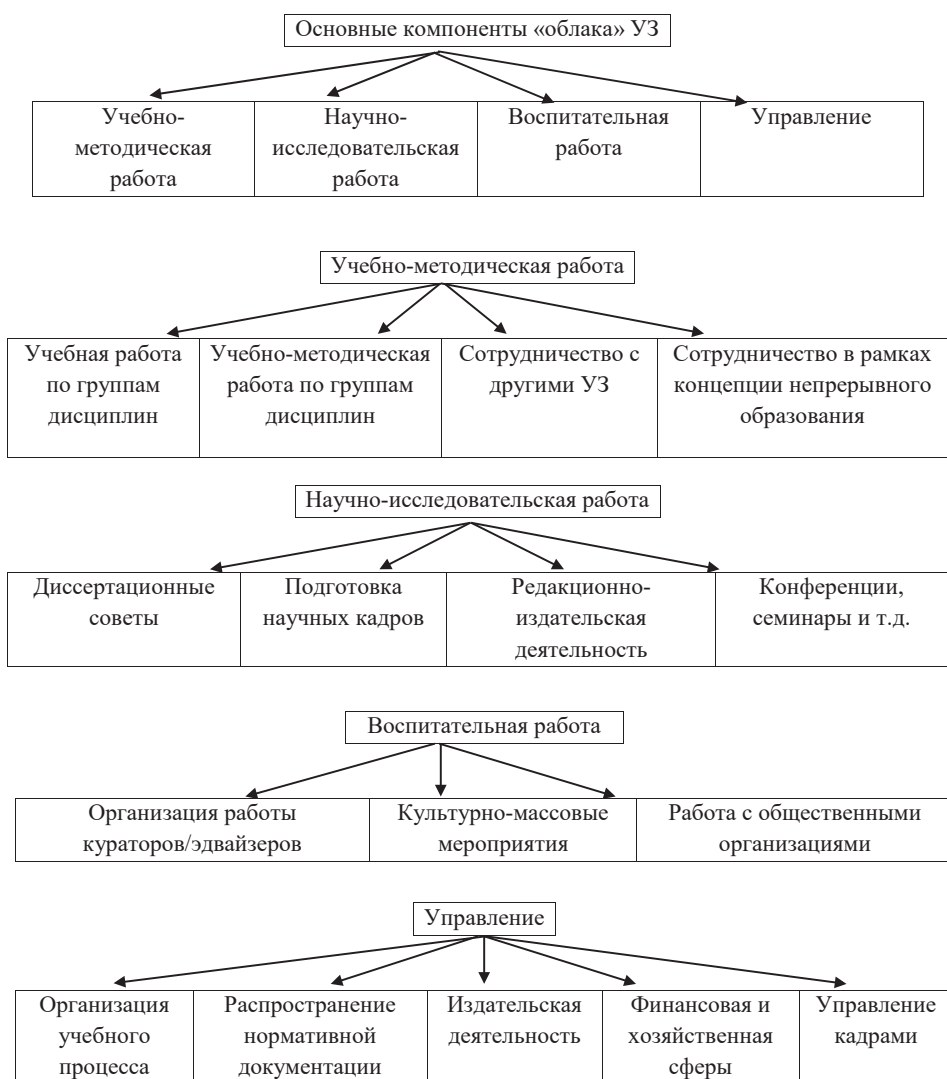 Основные компоненты «облака» УЗ
Учебно-
методическая
работа
Научно-
исследовательская
работа
Воспитательная
работа
Управление
Учебно-методическая работа
Учебная работа
по группам
дисциплин
Учебно-методическая
работа по группам
дисциплин
Сотрудничество с
другими УЗ
Сотрудничество в рамках
концепции непрерывного
образования
Научно-исследовательская работа
Диссертационные
советы
Подготовка
научных кадров
Редакционно-
издательская
деятельность
Конференции,
семинары и т.д.
Воспитательная работа
Организация работы
кураторов/эдвайзеров
Культурно-массовые
мероприятия
Работа с общественными
организациями
Управление
Организация
учебного
процесса
Распространение
нормативной
документации
Издательская
деятельность
Финансовая и
хозяйственная
сферы
Управление
кадрами